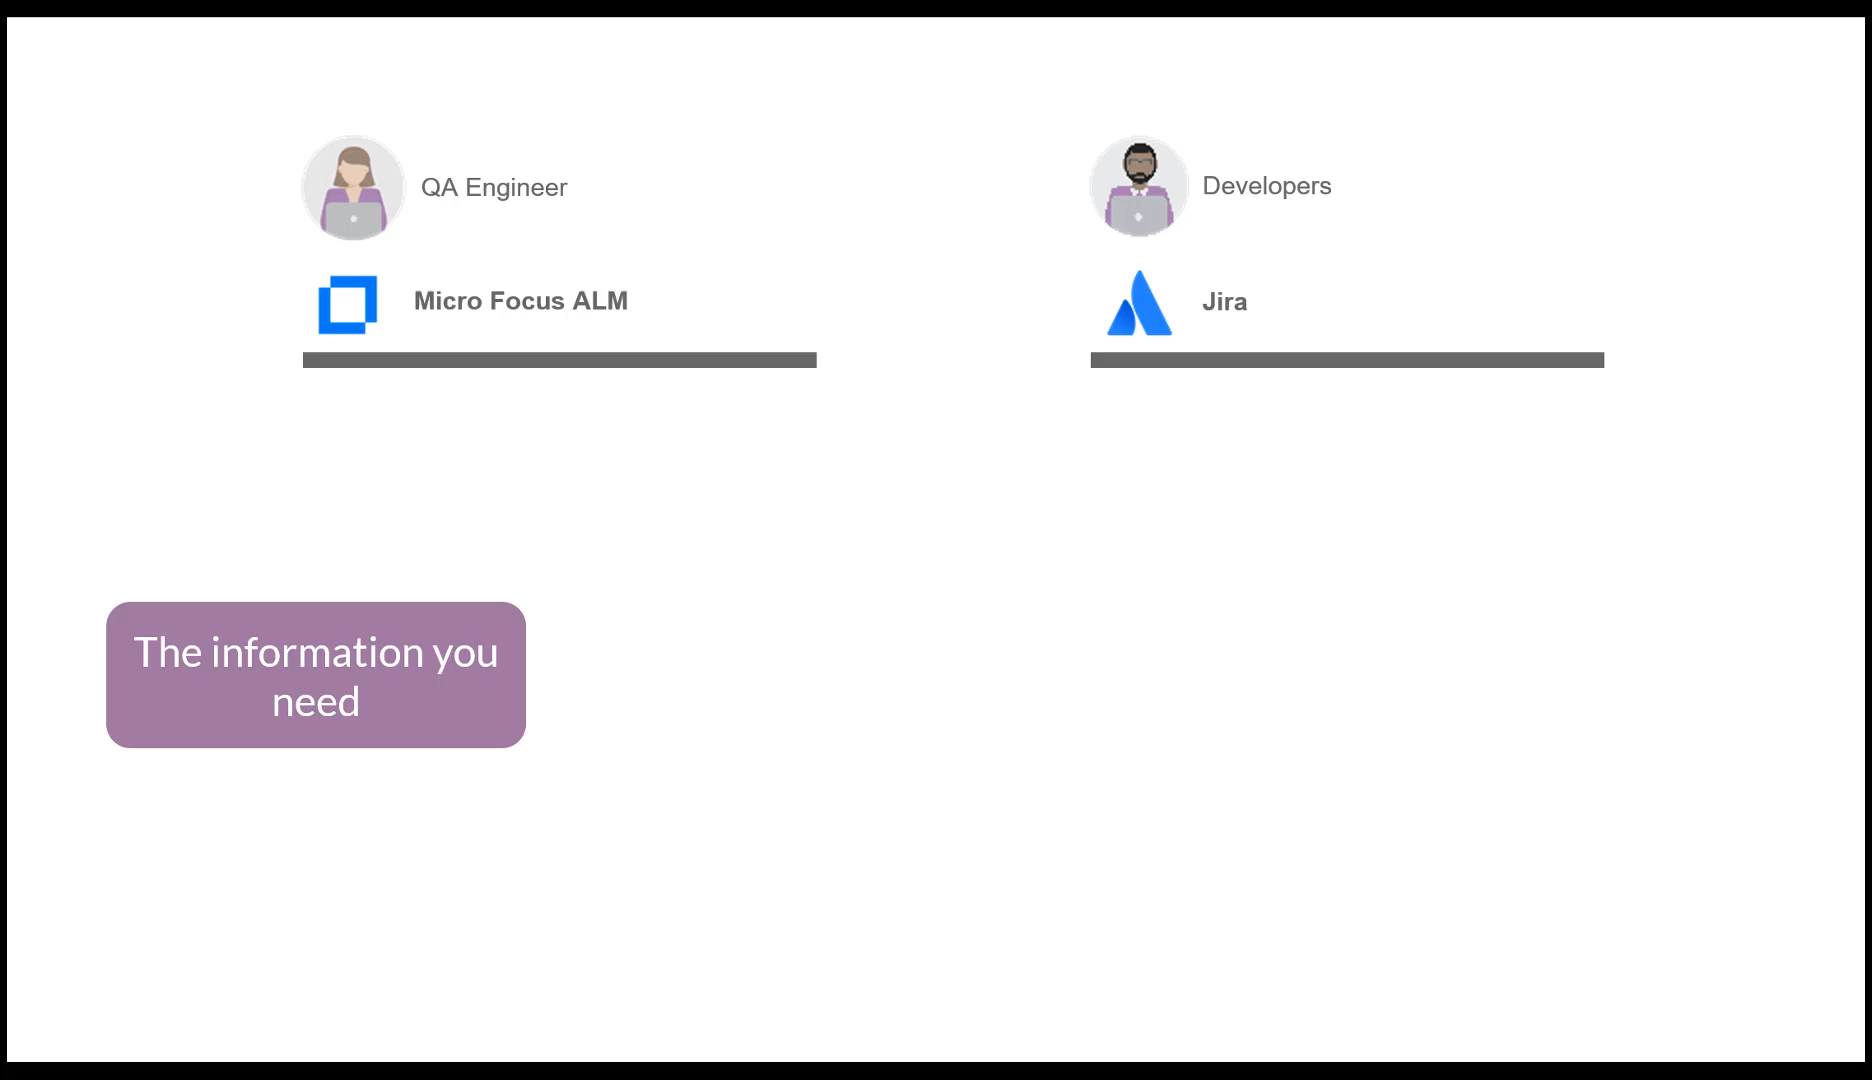 QA Engineer
Developers
Micro Focus ALM
Jira
The information you
need